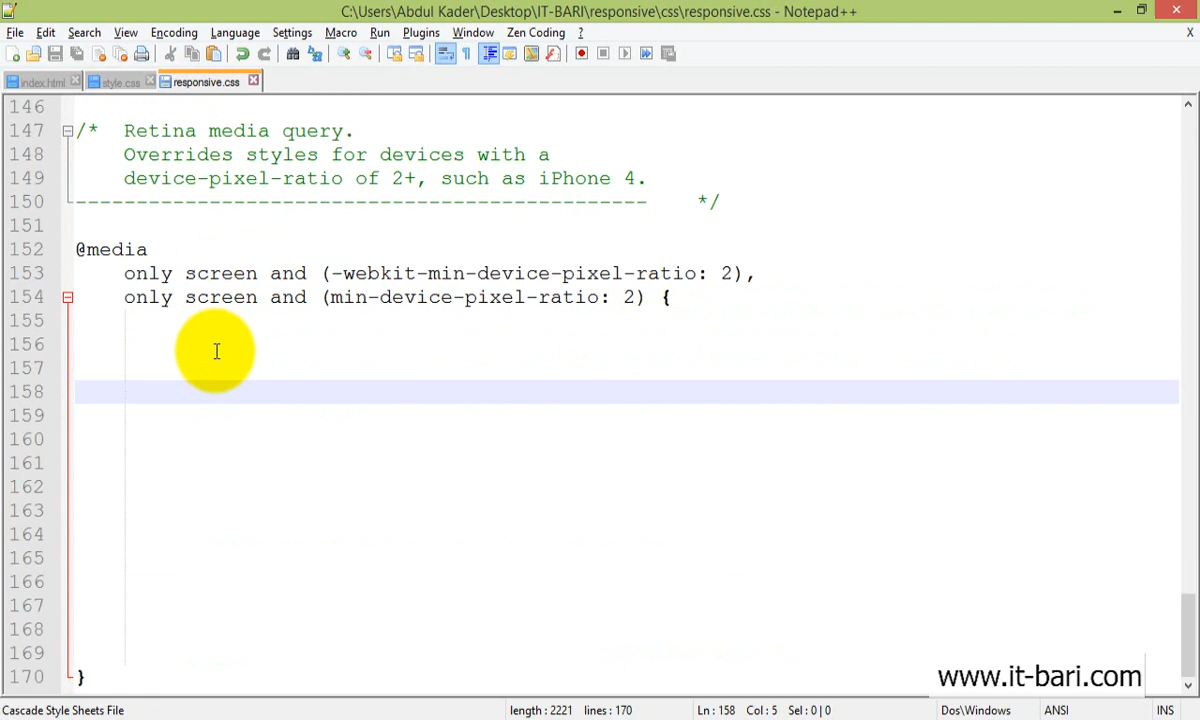 C:\Users\Abdul Kader\Desktop\IT-BARI\responsive\css\responsive.css - Notepad++
File Edit Search View Encoding Language Settings Macro Run Plugins Window Zen Coding ? X
index.html style.css responsive.css
146
147 /* Retina media query.
148 Overrides styles for devices with a
149 device-pixel-ratio of 2+, such as iPhone 4.
150 ----------------------------------------------- */
151
152 @media
153 only screen and (-webkit-min-device-pixel-ratio: 2),
154 only screen and (min-device-pixel-ratio: 2) {
155
156
157
158
159
160
161
162
163
164
165
166
167
168
169
170 }
www.it-bari.com
Cascade Style Sheets File length : 2221 lines : 170 Ln : 158 Col : 5 Sel : 0 | 0 Dos\Windows ANSI INS